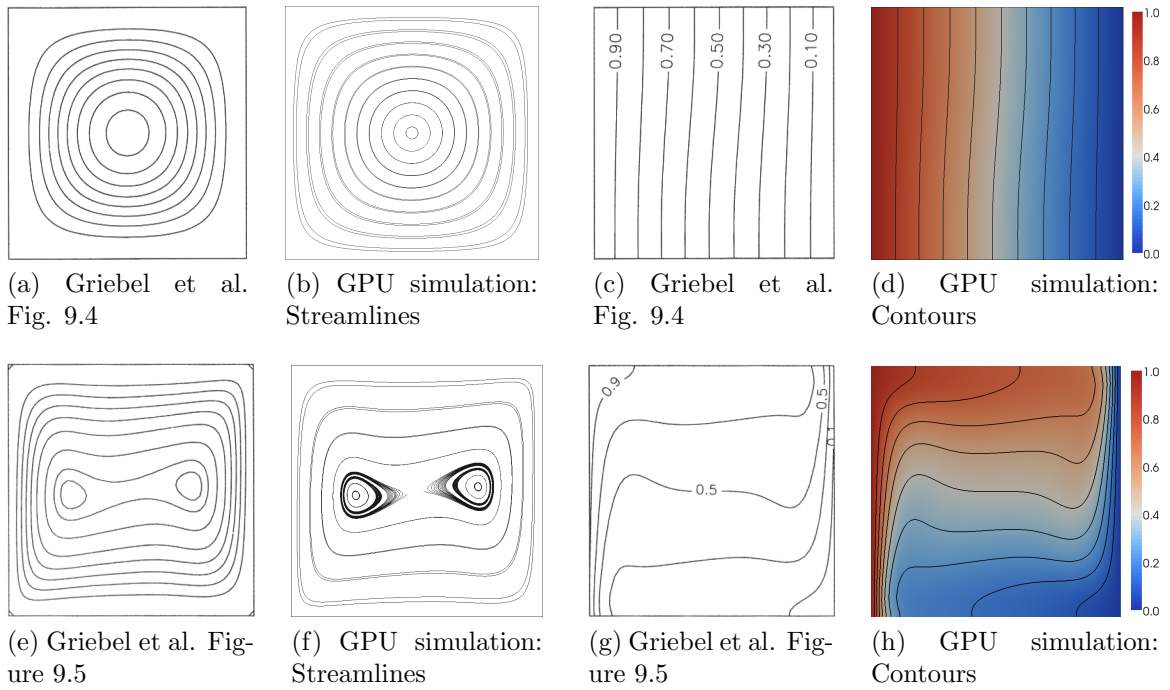 0.90
0.70
0.50
0.30
0.10
1.0
0.8
0.6
0.4
0.2
0.0
(a) Griebel et al.
Fig. 9.4
(b) GPU simulation:
Streamlines
(c) Griebel et al.
Fig. 9.4
(d) GPU simulation:
Contours
0.9
0.5
0.1
0.5
1.0
0.8
0.6
0.4
0.2
0.0
(e) Griebel et al. Fig-
ure 9.5
(f) GPU simulation:
Streamlines
(g) Griebel et al. Fig-
ure 9.5
(h) GPU simulation:
Contours